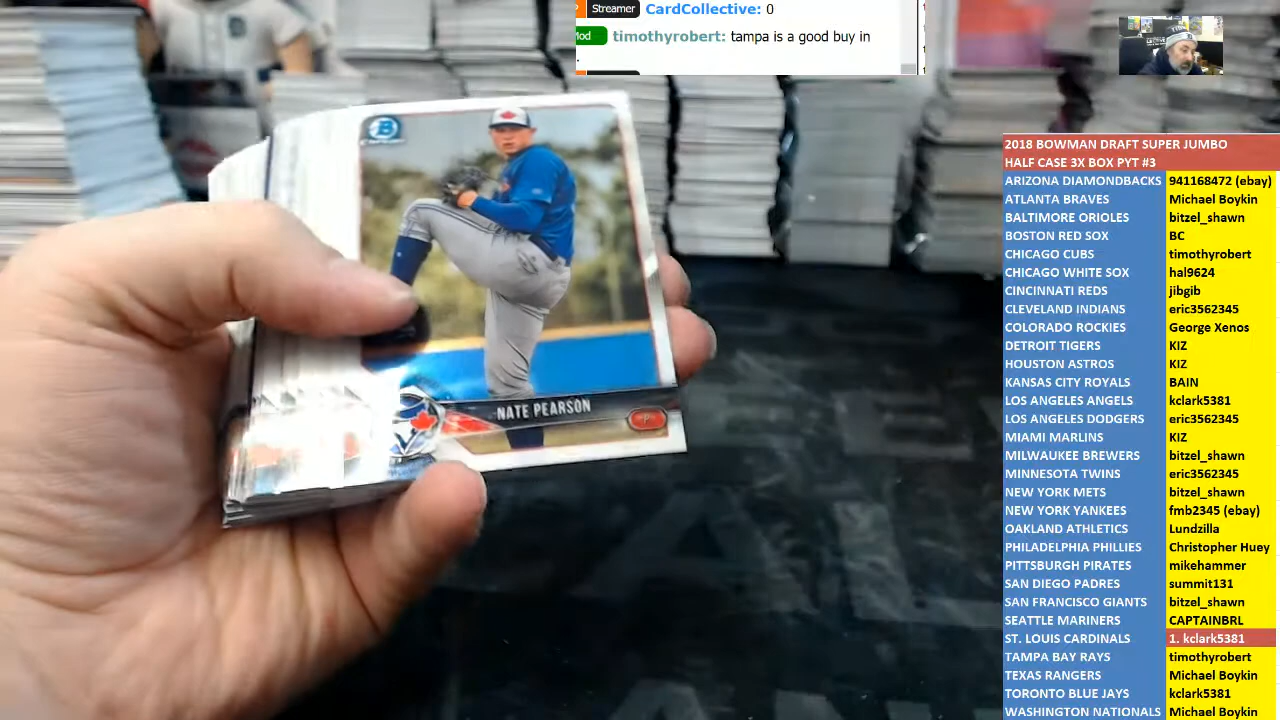 Streamer CardCollective: 0
timothyrobert: tampa is a good buy in
NATE PEARSON
P
2018 BOWMAN DRAFT SUPER JUMBO
HALF CASE 3X BOX PYT #3
ARIZONA DIAMONDBACKS 941168472 (ebay)
ATLANTA BRAVES Michael Boykin
BALTIMORE ORIOLES bitzel_shawn
BOSTON RED SOX BC
CHICAGO CUBS timothyrobert
CHICAGO WHITE SOX hal9624
CINCINNATI REDS jibgib
CLEVELAND INDIANS eric3562345
COLORADO ROCKIES George Xenos
DETROIT TIGERS KIZ
HOUSTON ASTROS KIZ
KANSAS CITY ROYALS BAIN
LOS ANGELES ANGELS kclark5381
LOS ANGELES DODGERS eric3562345
MIAMI MARLINS KIZ
MILWAUKEE BREWERS bitzel_shawn
MINNESOTA TWINS eric3562345
NEW YORK METS bitzel_shawn
NEW YORK YANKEES fmb2345 (ebay)
OAKLAND ATHLETICS Lundzilla
PHILADELPHIA PHILLIES Christopher Huey
PITTSBURGH PIRATES mikehammer
SAN DIEGO PADRES summit131
SAN FRANCISCO GIANTS bitzel_shawn
SEATTLE MARINERS CAPTAINBRL
ST. LOUIS CARDINALS 1. kclark5381
TAMPA BAY RAYS timothyrobert
TEXAS RANGERS Michael Boykin
TORONTO BLUE JAYS kclark5381
WASHINGTON NATIONALS Michael Boykin